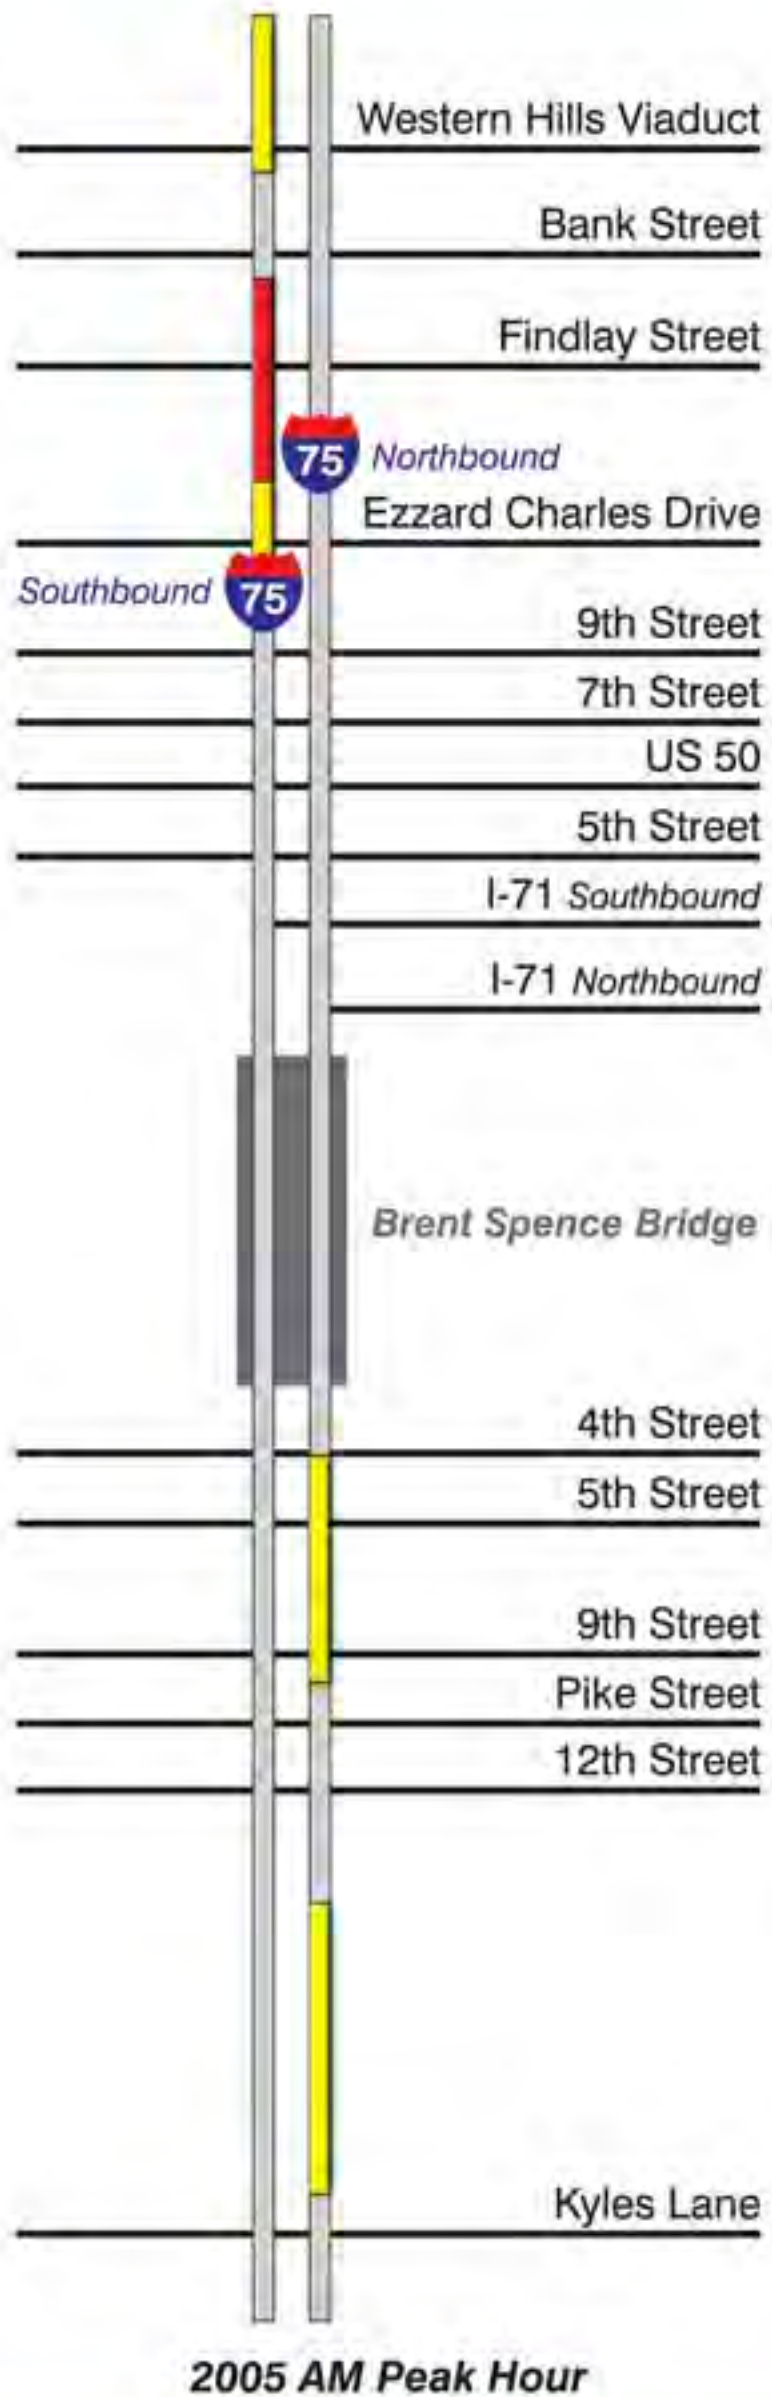 Western Hills Viaduct
Bank Street
Findlay Street
75 Northbound
Ezzard Charles Drive
Southbound 75
9th Street
7th Street
US 50
5th Street
I-71 Southbound
I-71 Northbound
Brent Spence Bridge
4th Street
5th Street
9th Street
Pike Street
12th Street
Kyles Lane
2005 AM Peak Hour